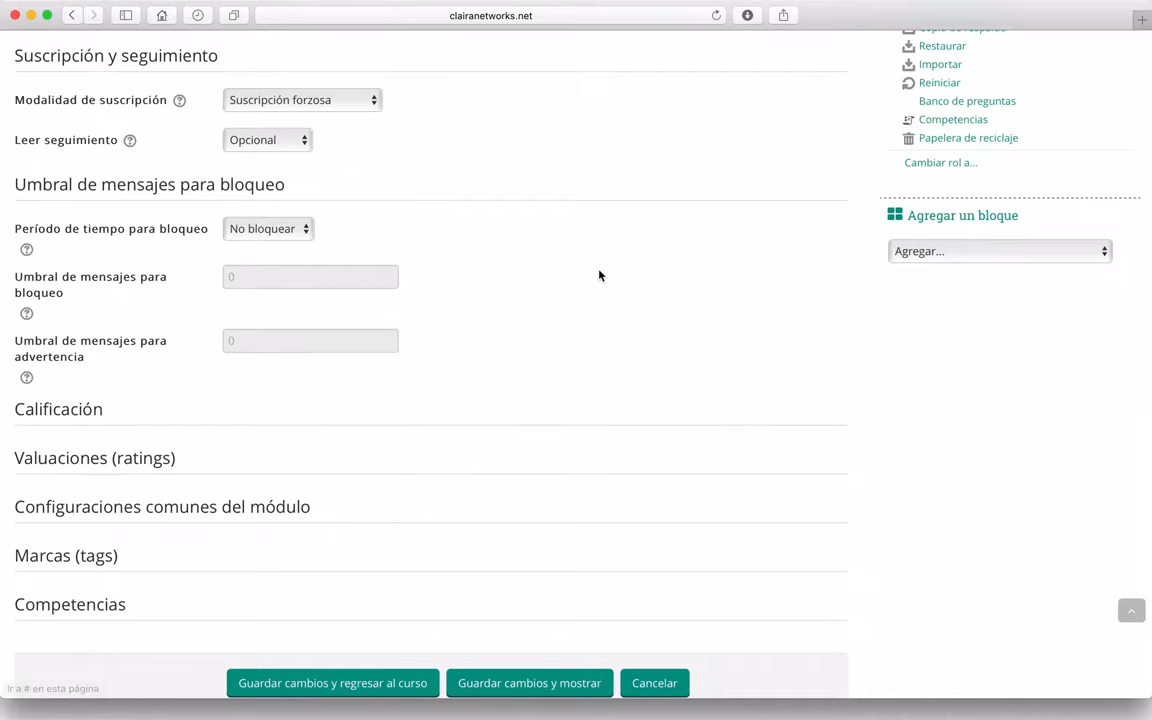 clairanetworks.net
Suscripción y seguimiento
Modalidad de suscripción
Suscripción forzosa
Leer seguimiento
Opcional
Umbral de mensajes para bloqueo
Período de tiempo para bloqueo
No bloquear
Umbral de mensajes para
bloqueo
0
Umbral de mensajes para
advertencia
0
Calificación
Valuaciones (ratings)
Configuraciones comunes del módulo
Marcas (tags)
Competencias
Guardar cambios y regresar al curso
Guardar cambios y mostrar
Cancelar
Ir a # en esta página
Restaurar
Importar
Reiniciar
Banco de preguntas
Competencias
Papelera de reciclaje
Cambiar rol a...
Agregar un bloque
Agregar...